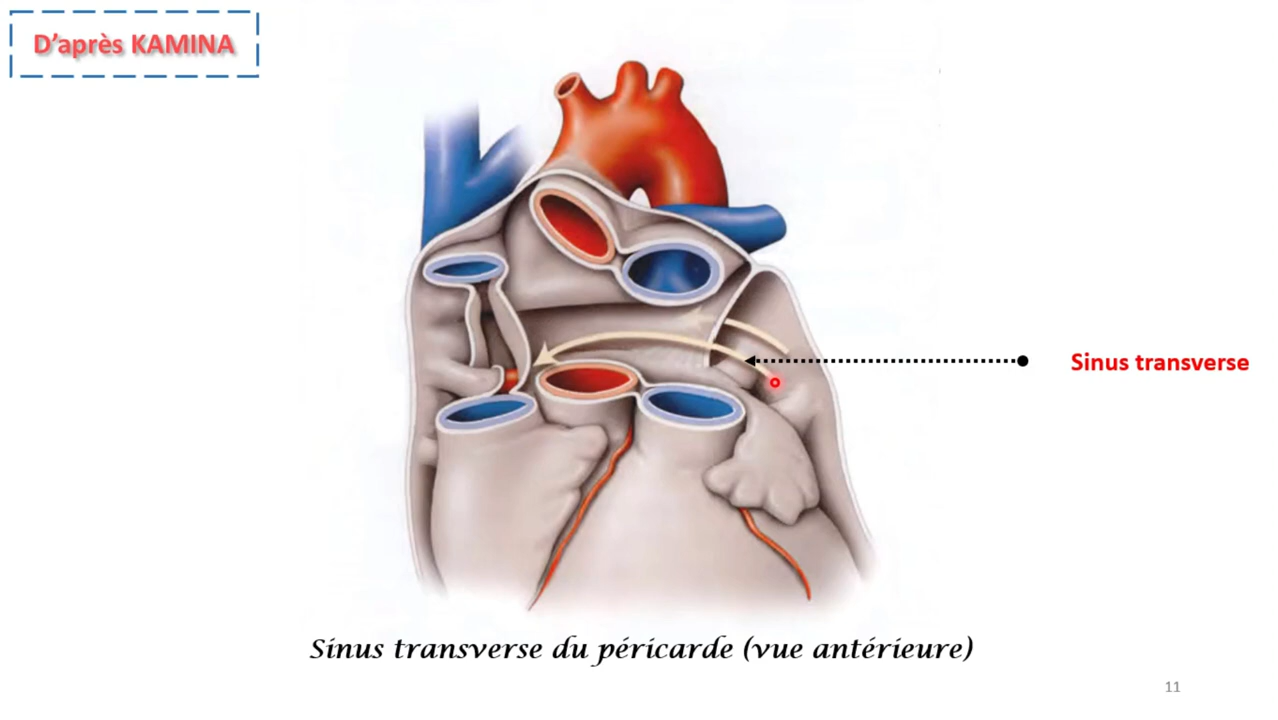 D'après KAMINA
Sinus transverse
Sinus transverse du péricarde (vue antérieure)
11